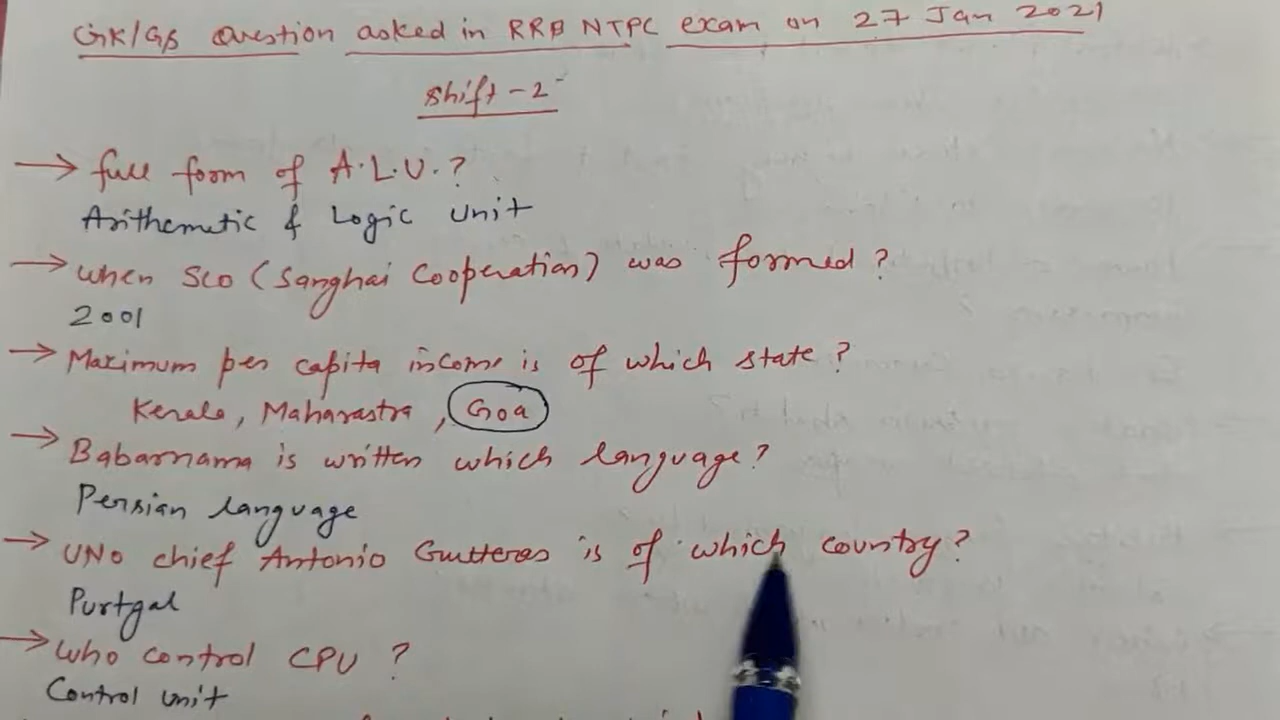 GK/GS Question asked in RRB NTPC exam on 27 Jan 2021
Shift-2
→ full form of A.L.U.?
Arithemetic & Logic Unit
→ when SCO (Sanghai Cooperation) was formed?
2001
→ Maximum per capita income is of which state?
Kerala, Maharastra, Goa
→ Babarnama is written which language?
Persian language
→ UNO chief Antonio Gutteras is of which country?
Purtgal
→ Who control CPU?
Control unit